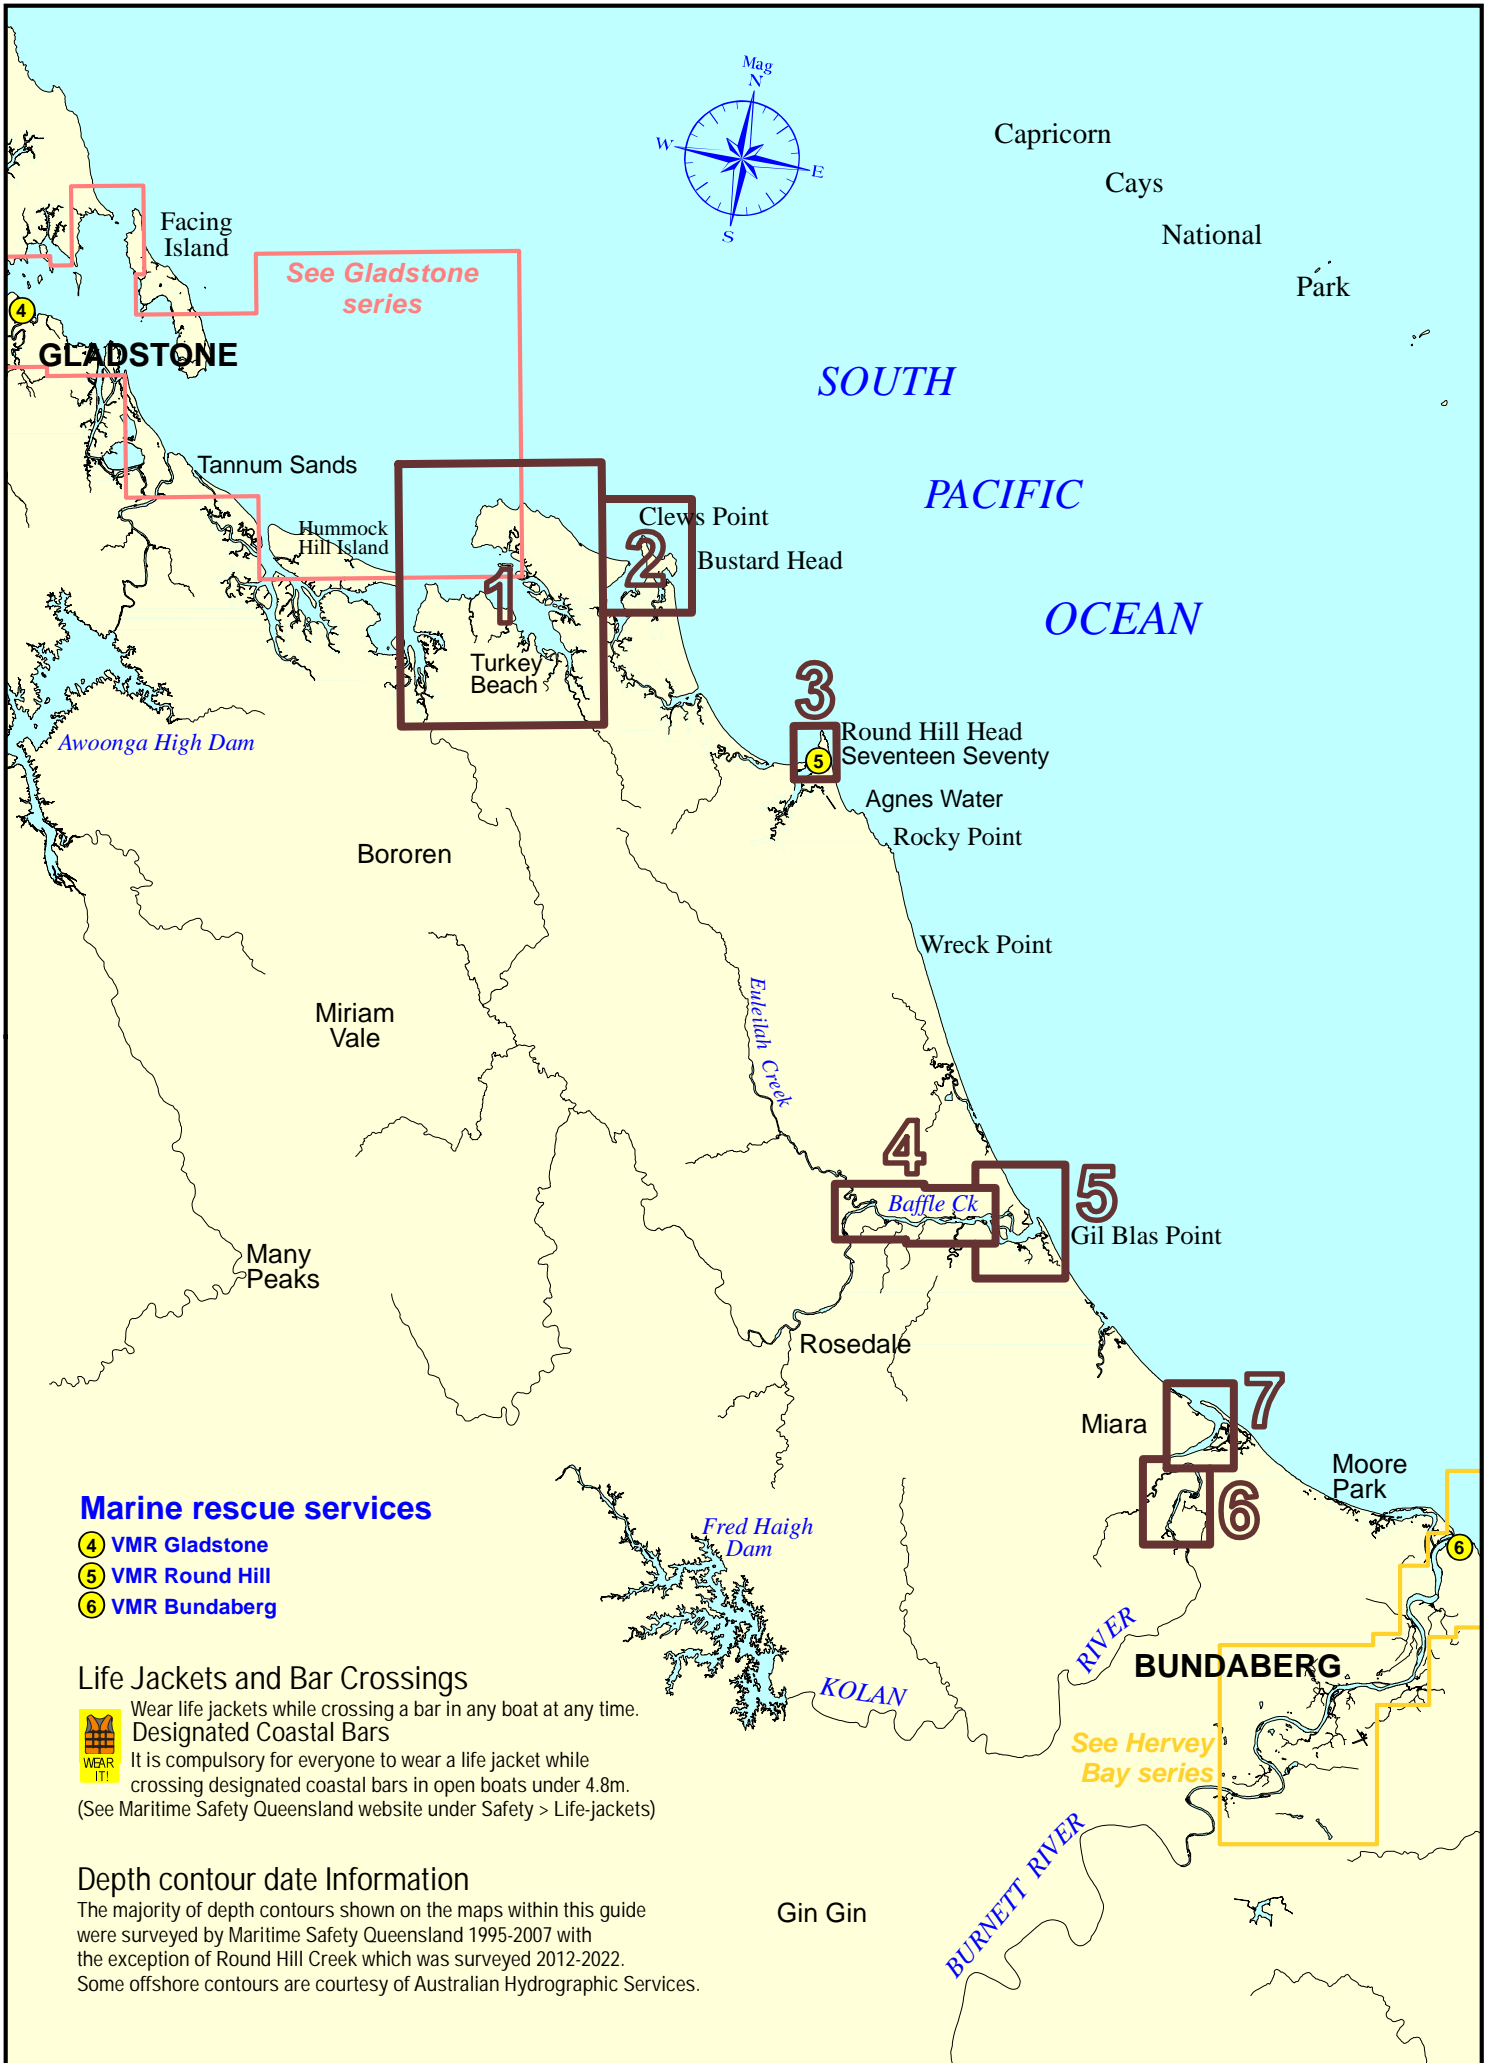 Mag
N
W
E
S
Capricorn
Cays
National
Park
Facing
Island
See Gladstone
series
4
GLADSTONE
SOUTH
PACIFIC
OCEAN
Tannum Sands
Hummock
Hill Island
Clews Point
2
Bustard Head
1
Turkey
Beach
3
Round Hill Head
5
Seventeen Seventy
Awoonga High Dam
Agnes Water
Rocky Point
Bororen
Wreck Point
Miriam
Vale
Euleilah Creek
4
5
Baffle Ck
Gil Blas Point
Many
Peaks
Rosedale
7
Miara
Moore
Park
6
6
Fred Haigh
Dam
KOLAN
RIVER
BUNDABERG
See Hervey
Bay series
BURNETT RIVER
Gin Gin
Marine rescue services
4 VMR Gladstone
5 VMR Round Hill
6 VMR Bundaberg
Life Jackets and Bar Crossings
Wear life jackets while crossing a bar in any boat at any time.
Designated Coastal Bars
WEAR
IT!
It is compulsory for everyone to wear a life jacket while
crossing designated coastal bars in open boats under 4.8m.
(See Maritime Safety Queensland website under Safety > Life-jackets)
Depth contour date Information
The majority of depth contours shown on the maps within this guide
were surveyed by Maritime Safety Queensland 1995-2007 with
the exception of Round Hill Creek which was surveyed 2012-2022.
Some offshore contours are courtesy of Australian Hydrographic Services.